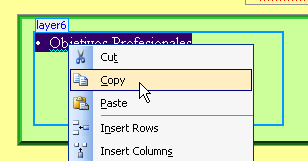 layer6
• Objetivos Profesionales
Cut
Copy
Paste
Insert Rows
Insert Columns